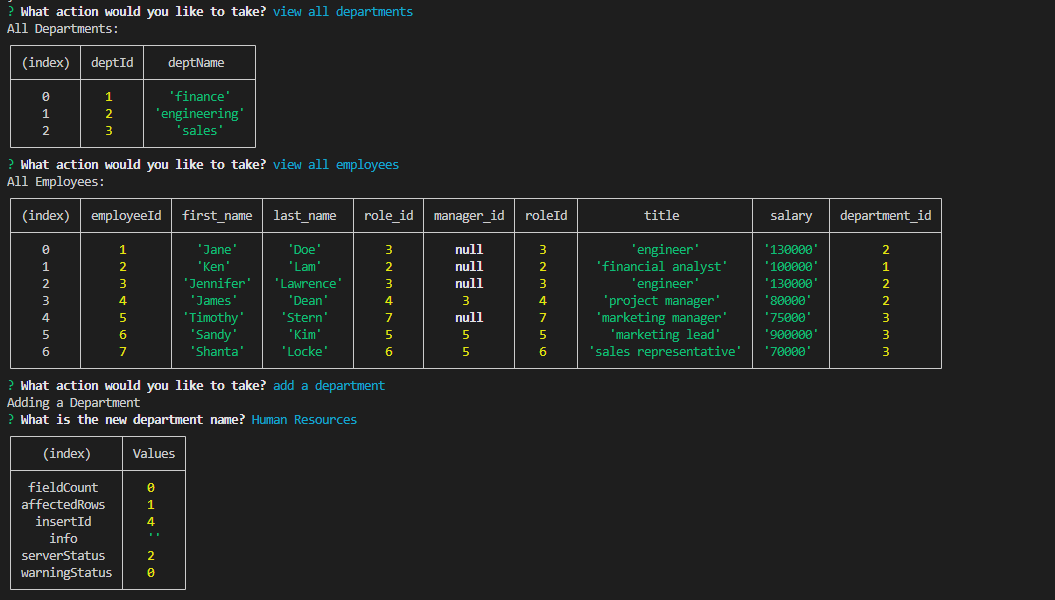 ? What action would you like to take? view all departments
All Departments:
(index) deptId deptName
0 1 'finance'
1 2 'engineering'
2 3 'sales'
? What action would you like to take? view all employees
All Employees:
(index) employeeId first_name last_name role_id manager_id roleId title salary department_id
0 1 'Jane' 'Doe' 3 null 3 'engineer' '130000' 2
1 2 'Ken' 'Lam' 2 null 2 'financial analyst' '100000' 1
2 3 'Jennifer' 'Lawrence' 3 null 3 'engineer' '130000' 2
3 4 'James' 'Dean' 4 3 4 'project manager' '80000' 2
4 5 'Timothy' 'Stern' 7 null 7 'marketing manager' '75000' 3
5 6 'Sandy' 'Kim' 5 5 5 'marketing lead' '900000' 3
6 7 'Shanta' 'Locke' 6 5 6 'sales representative' '70000' 3
? What action would you like to take? add a department
Adding a Department
? What is the new department name? Human Resources
(index) Values
fieldCount 0
affectedRows 1
insertId 4
info ''
serverStatus 2
warningStatus 0